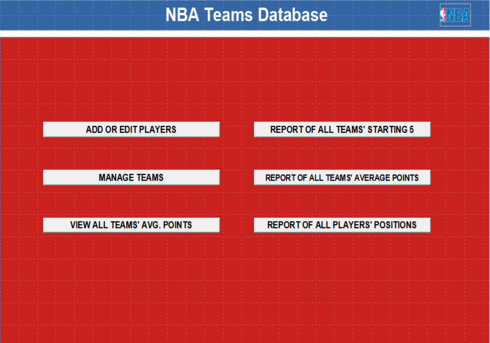 NBA Teams Database
NBA
ADD OR EDIT PLAYERS
REPORT OF ALL TEAMS' STARTING 5
MANAGE TEAMS
REPORT OF ALL TEAMS' AVERAGE POINTS
VIEW ALL TEAMS' AVG. POINTS
REPORT OF ALL PLAYERS' POSITIONS